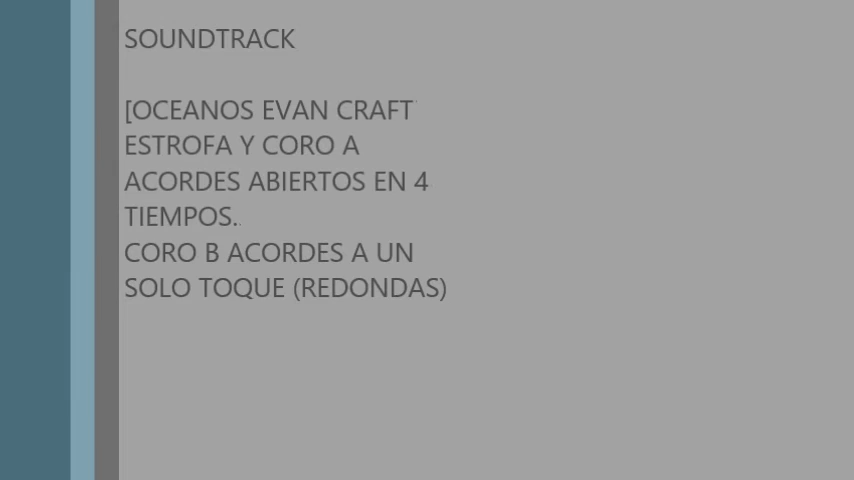 SOUNDTRACK
[OCEANOS EVAN CRAFT
ESTROFA Y CORO A
ACORDES ABIERTOS EN 4
TIEMPOS.
CORO B ACORDES A UN
SOLO TOQUE (REDONDAS)